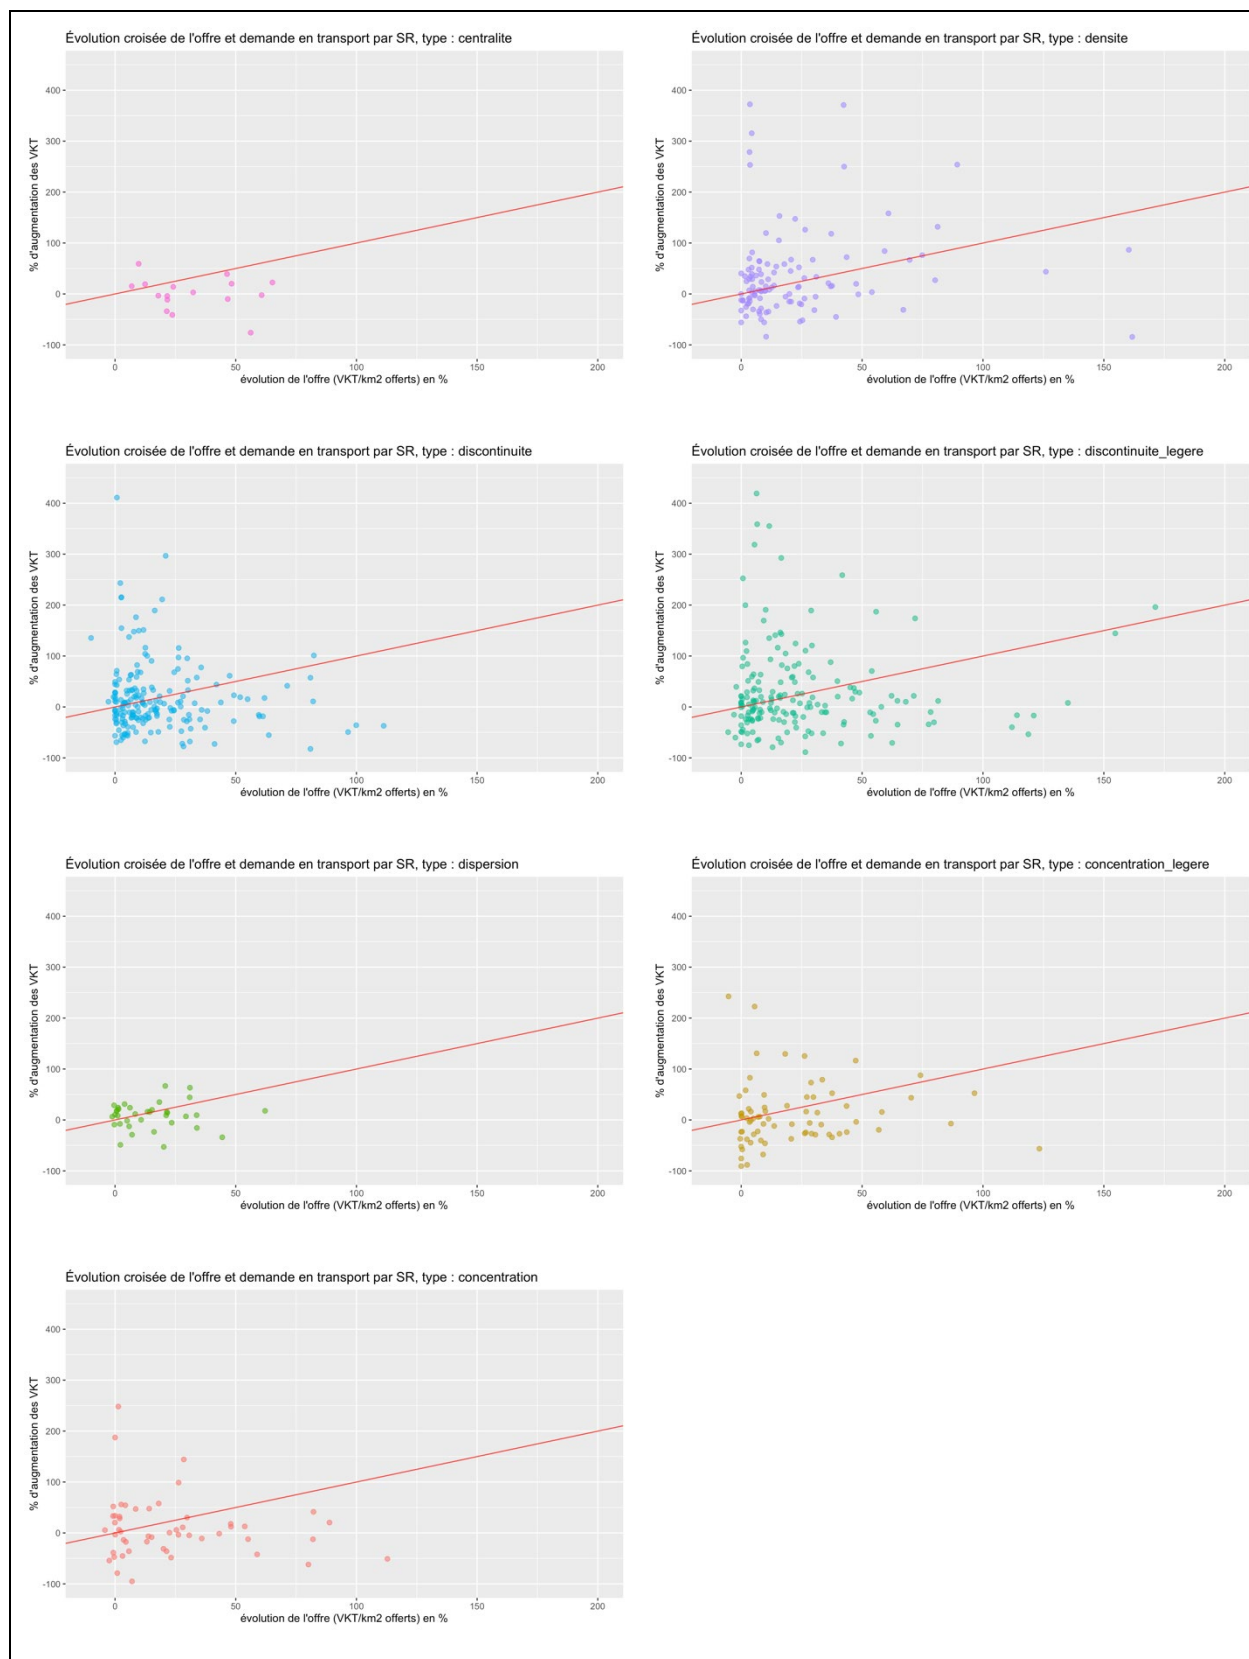 Évolution croisée de l'offre et demande en transport par SR, type : centralite
% d'augmentation des VKT
400
300
200
100
0
-100
0 50 100 150 200
évolution de l'offre (VKT/km2 offerts) en %
Évolution croisée de l'offre et demande en transport par SR, type : densite
% d'augmentation des VKT
400
300
200
100
0
-100
0 50 100 150 200
évolution de l'offre (VKT/km2 offerts) en %
Évolution croisée de l'offre et demande en transport par SR, type : discontinuite
% d'augmentation des VKT
400
300
200
100
0
-100
0 50 100 150 200
évolution de l'offre (VKT/km2 offerts) en %
Évolution croisée de l'offre et demande en transport par SR, type : discontinuite_legere
% d'augmentation des VKT
400
300
200
100
0
-100
0 50 100 150 200
évolution de l'offre (VKT/km2 offerts) en %
Évolution croisée de l'offre et demande en transport par SR, type : dispersion
% d'augmentation des VKT
400
300
200
100
0
-100
0 50 100 150 200
évolution de l'offre (VKT/km2 offerts) en %
Évolution croisée de l'offre et demande en transport par SR, type : concentration_legere
% d'augmentation des VKT
400
300
200
100
0
-100
0 50 100 150 200
évolution de l'offre (VKT/km2 offerts) en %
Évolution croisée de l'offre et demande en transport par SR, type : concentration
% d'augmentation des VKT
400
300
200
100
0
-100
0 50 100 150 200
évolution de l'offre (VKT/km2 offerts) en %